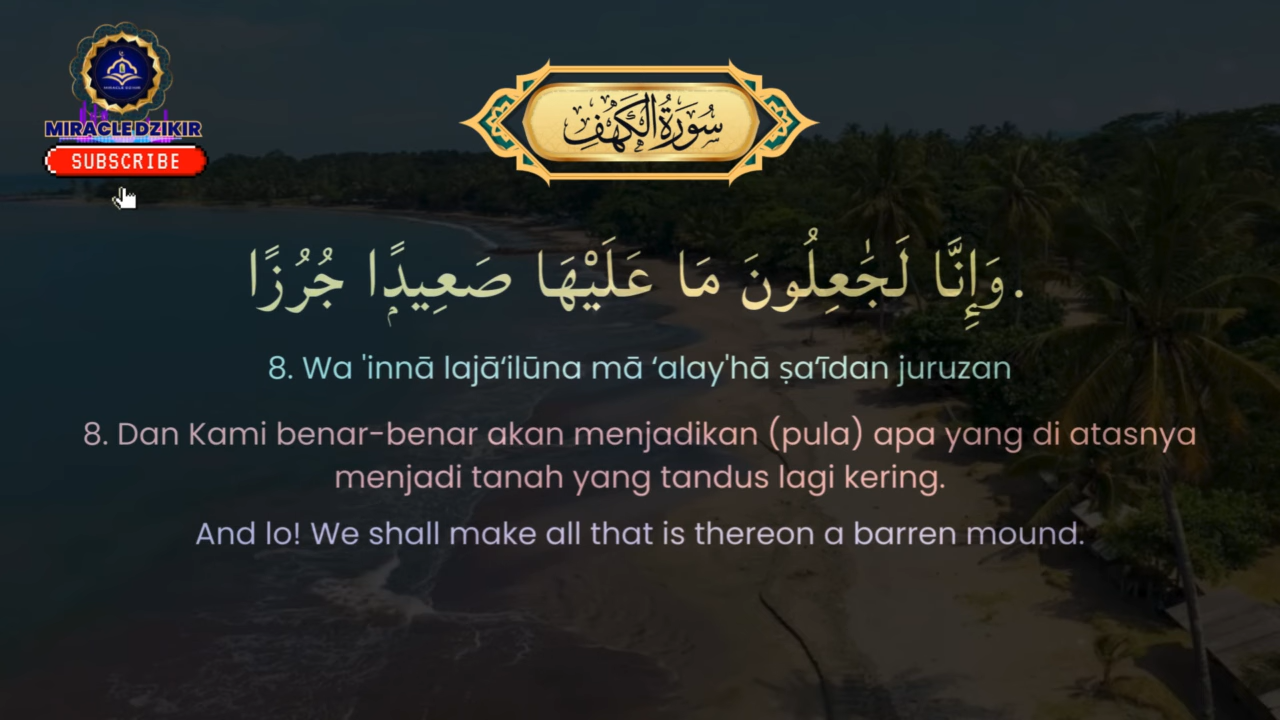 MIRACLE DZIKIR
MIRACLE DZIKIR
SUBSCRIBE
سُورَةُ الكَهْفِ
وَإِنَّا لَجَٰعِلُونَ مَا عَلَيْهَا صَعِيدًۭا جُرُزًا.
8. Wa 'innā lajā‘ilūna mā ‘alay'hā ṣa‘īdan juruzan
8. Dan Kami benar-benar akan menjadikan (pula) apa yang di atasnya
menjadi tanah yang tandus lagi kering.
And lo! We shall make all that is thereon a barren mound.